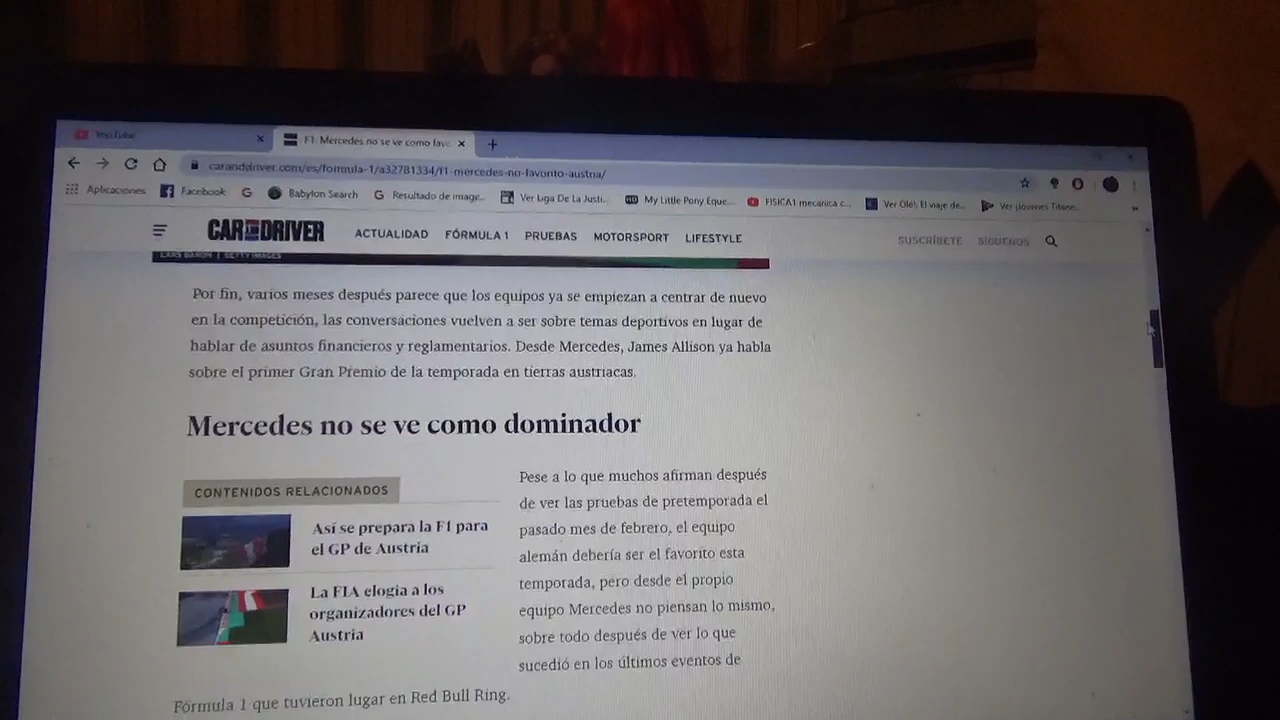 YouTube
F1: Mercedes no se ve como favo
caranddriver.com/es/formula-1/a32781334/f1-mercedes-no-favorito-austria/
Aplicaciones
Facebook
Babylon Search
Resultado de image...
Ver Liga De La Justi...
My Little Pony Eque...
FISICA1 mecanica c...
Ver Olé!, El viaje de...
Ver ¡Jóvenes Titane...
CAR AND DRIVER
ACTUALIDAD FÓRMULA 1 PRUEBAS MOTORSPORT LIFESTYLE
SUSCRÍBETE SÍGUENOS
LARS BARON | GETTY IMAGES
Por fin, varios meses después parece que los equipos ya se empiezan a centrar de nuevo
en la competición, las conversaciones vuelven a ser sobre temas deportivos en lugar de
hablar de asuntos financieros y reglamentarios. Desde Mercedes, James Allison ya habla
sobre el primer Gran Premio de la temporada en tierras austriacas.
Mercedes no se ve como dominador
CONTENIDOS RELACIONADOS
Así se prepara la F1 para
el GP de Austria
La FIA elogia a los
organizadores del GP
Austria
Pese a lo que muchos afirman después
de ver las pruebas de pretemporada el
pasado mes de febrero, el equipo
alemán debería ser el favorito esta
temporada, pero desde el propio
equipo Mercedes no piensan lo mismo,
sobre todo después de ver lo que
sucedió en los últimos eventos de
Fórmula 1 que tuvieron lugar en Red Bull Ring.